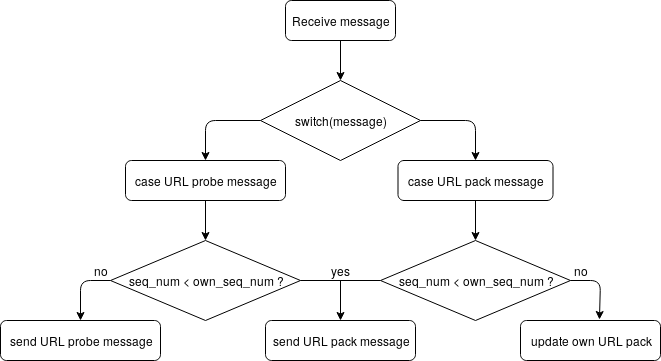 Receive message
switch(message)
case URL probe message
case URL pack message
no
seq_num < own_seq_num ?
yes
seq_num < own_seq_num ?
no
send URL probe message
send URL pack message
update own URL pack